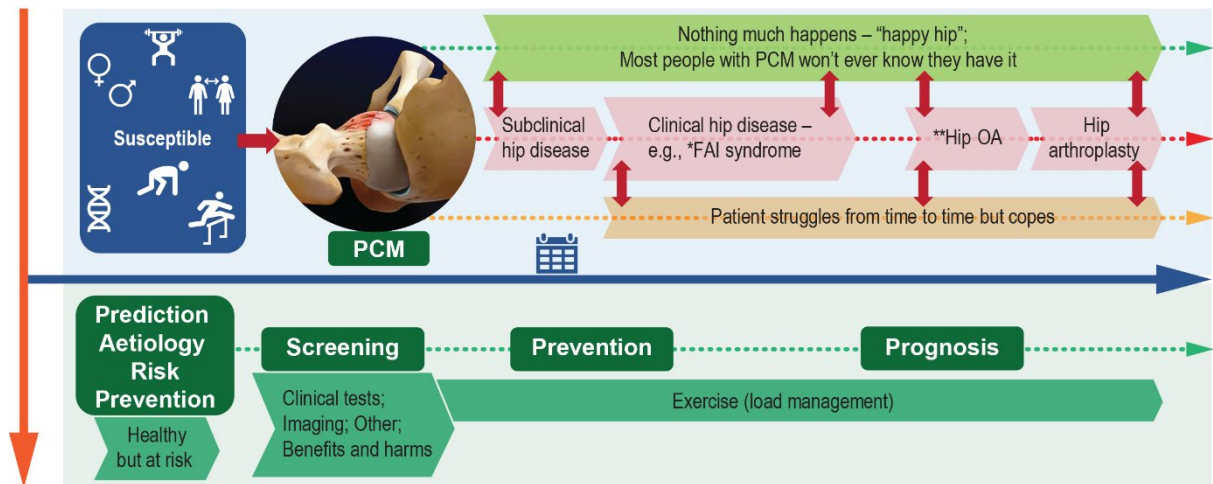 Susceptible
PCM
Nothing much happens – “happy hip”;
Most people with PCM won’t ever know they have it
Subclinical
hip disease
Clinical hip disease –
e.g., *FAI syndrome
**Hip OA
Hip
arthroplasty
Patient struggles from time to time but copes
Prediction
Aetiology
Risk
Prevention
Healthy
but at risk
Screening
Clinical tests;
Imaging; Other;
Benefits and harms
Prevention
Prognosis
Exercise (load management)